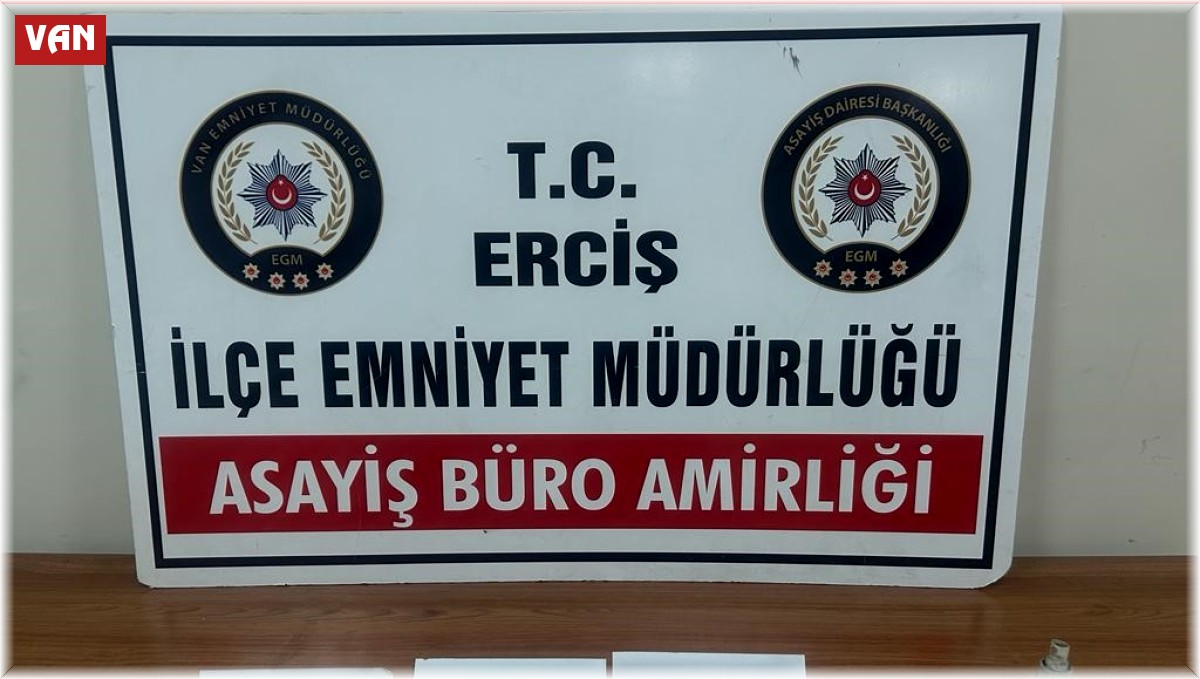 VAN
VAN EMNİYET MÜDÜRLÜĞÜ
EGM
ASAYİŞ DAİRESİ BAŞKANLIĞI
EGM
T.C.
ERCİŞ
İLÇE EMNİYET MÜDÜRLÜĞÜ
ASAYİŞ BÜRO AMİRLİĞİ